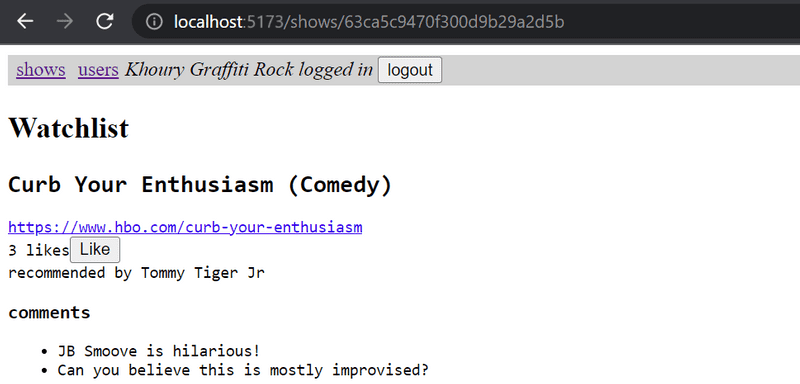 localhost:5173/shows/63ca5c9470f300d9b29a2d5b
shows users Khoury Graffiti Rock logged in logout
Watchlist
Curb Your Enthusiasm (Comedy)
https://www.hbo.com/curb-your-enthusiasm
3 likes Like
recommended by Tommy Tiger Jr
comments
• JB Smoove is hilarious!
• Can you believe this is mostly improvised?